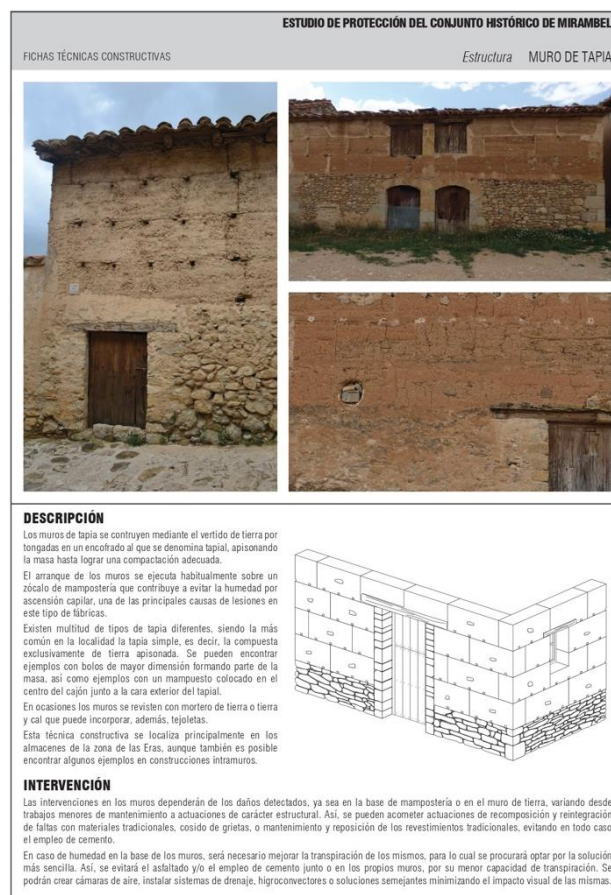 ESTUDIO DE PROTECCIÓN DEL CONJUNTO HISTÓRICO DE MIRAMBEL
FICHAS TÉCNICAS CONSTRUCTIVAS
Estructura MURO DE TAPIA
DESCRIPCIÓN
Los muros de tapia se contruyen mediante el vertido de tierra por
tongadas en un encofrado al que se denomina tapial, apisonando
la masa hasta lograr una compactación adecuada.
El arranque de los muros se ejecuta habitualmente sobre un
zócalo de mampostería que contribuye a evitar la humedad por
ascensión capilar, una de las principales causas de lesiones en
este tipo de fábricas.
Existen multitud de tipos de tapia diferentes, siendo la más
común en la localidad la tapia simple, es decir, la compuesta
exclusivamente de tierra apisonada. Se pueden encontrar
ejemplos con bolos de mayor dimensión formando parte de la
masa, así como ejemplos con un mampuesto colocado en el
centro del cajón junto a la cara exterior del tapial.
En ocasiones los muros se revisten con mortero de tierra o tierra
y cal que puede incorporar, además, tejoletas.
Esta técnica constructiva se localiza principalmente en los
almacenes de la zona de las Eras, aunque también es posible
encontrar algunos ejemplos en construcciones intramuros.
INTERVENCIÓN
Las intervenciones en los muros dependerán de los daños detectados, ya sea en la base de mampostería o en el muro de tierra, variando desde
trabajos menores de mantenimiento a actuaciones de carácter estructural. Así, se pueden acometer actuaciones de recomposición y reintegración
de faltas con materiales tradicionales, cosido de grietas, o mantenimiento y reposición de los revestimientos tradicionales, evitando en todo caso
el empleo de cemento.
En caso de humedad en la base de los muros, será necesario mejorar la transpiración de los mismos, para lo cual se procurará optar por la solución
más sencilla. Así, se evitará el asfaltado y/o el empleo de cemento junto o en los propios muros, por su menor capacidad de transpiración. Se
podrán crear cámaras de aire, instalar sistemas de drenaje, higroconvectores o soluciones semejantes minimizando el impacto visual de las mismas